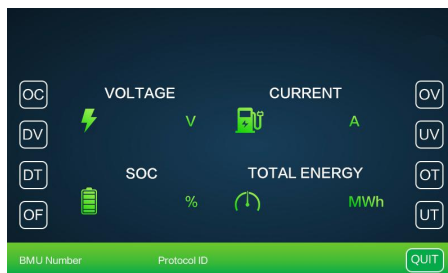 OC VOLTAGE CURRENT OV
DV V A UV
DT SOC TOTAL ENERGY OT
OF % MWh UT
BMU Number Protocol ID QUIT